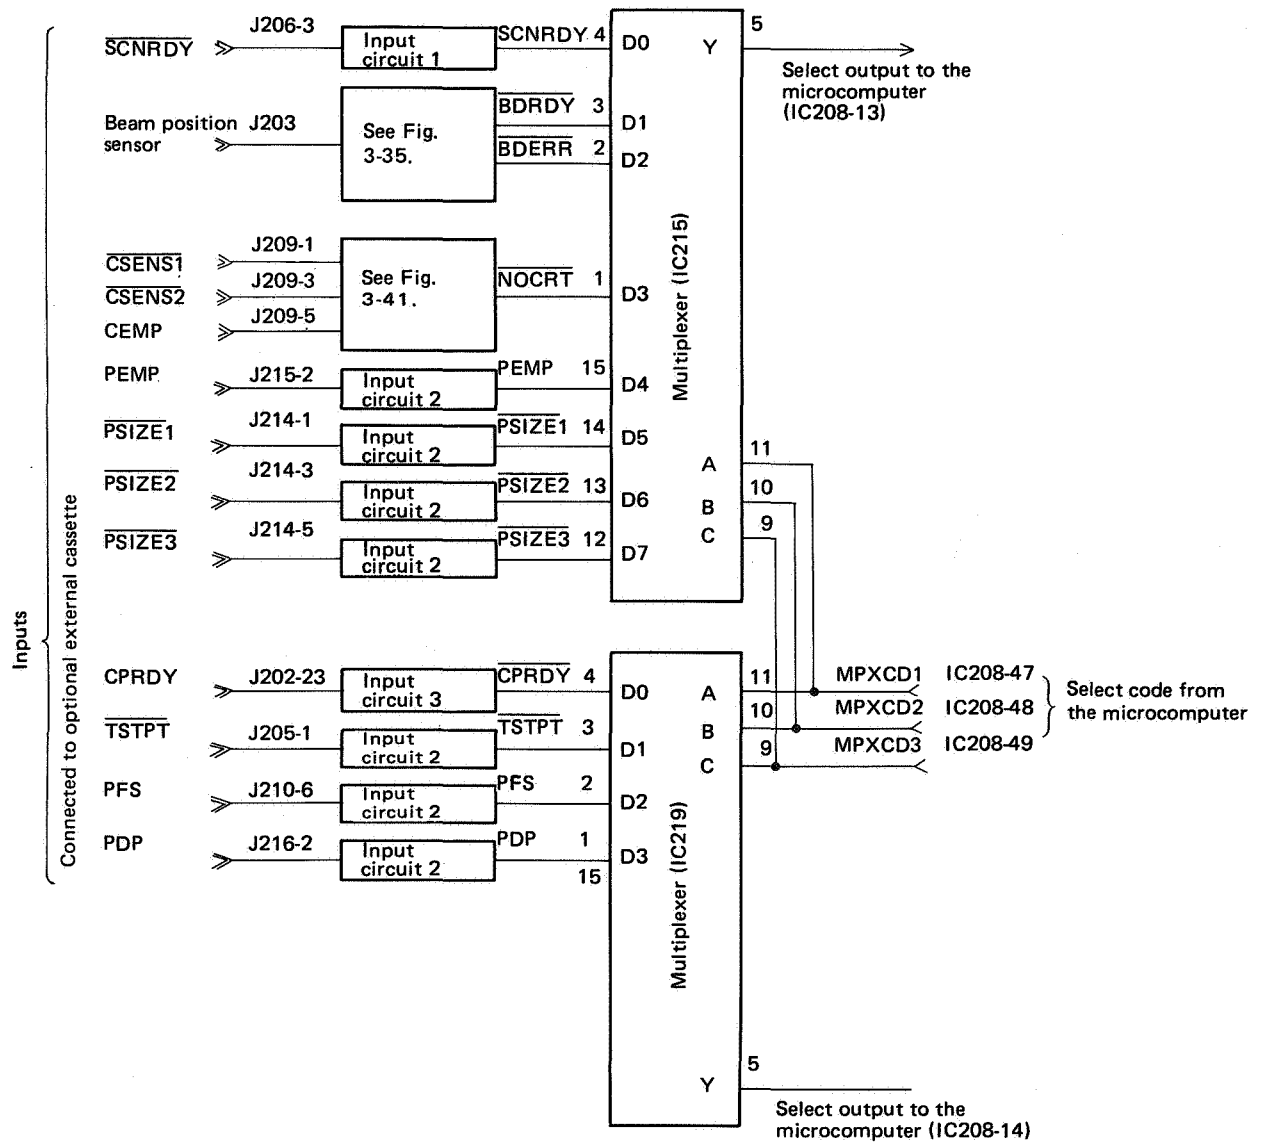 Inputs
Connected to optional external cassette
SCNRDY J206-3 Input circuit 1 SCNRDY 4 D0
Beam position sensor J203 See Fig. 3-35. BDRDY 3 D1
BDERR 2 D2
CSENS1 J209-1
CSENS2 J209-3 See Fig. 3-41. NOCRT 1 D3
CEMP J209-5
PEMP J215-2 Input circuit 2 PEMP 15 D4
PSIZE1 J214-1 Input circuit 2 PSIZE1 14 D5
PSIZE2 J214-3 Input circuit 2 PSIZE2 13 D6
PSIZE3 J214-5 Input circuit 2 PSIZE3 12 D7
Multiplexer (IC215)
Y 5
Select output to the
microcomputer
(IC208-13)
A 11
B 10
C 9
CPRDY J202-23 Input circuit 3 CPRDY 4 D0
TSTPT J205-1 Input circuit 2 TSTPT 3 D1
PFS J210-6 Input circuit 2 PFS 2 D2
PDP J216-2 Input circuit 2 PDP 1 D3
15
Multiplexer (IC219)
A 11 MPXCD1 IC208-47
B 10 MPXCD2 IC208-48
C 9 MPXCD3 IC208-49
Select code from
the microcomputer
Y 5
Select output to the
microcomputer (IC208-14)